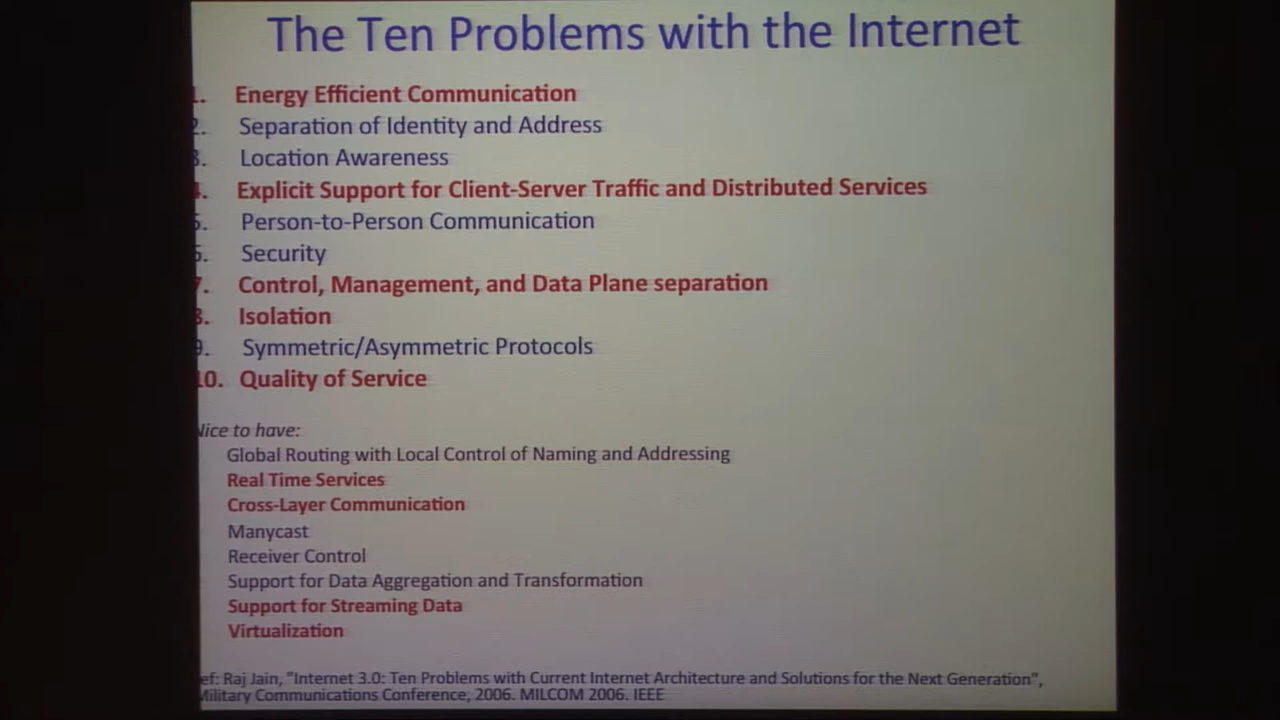 The Ten Problems with the Internet
1. Energy Efficient Communication
2. Separation of Identity and Address
3. Location Awareness
4. Explicit Support for Client-Server Traffic and Distributed Services
5. Person-to-Person Communication
6. Security
7. Control, Management, and Data Plane separation
8. Isolation
9. Symmetric/Asymmetric Protocols
10. Quality of Service
Nice to have:
Global Routing with Local Control of Naming and Addressing
Real Time Services
Cross-Layer Communication
Manycast
Receiver Control
Support for Data Aggregation and Transformation
Support for Streaming Data
Virtualization
ef: Raj Jain, "Internet 3.0: Ten Problems with Current Internet Architecture and Solutions for the Next Generation",
Military Communications Conference, 2006. MILCOM 2006. IEEE